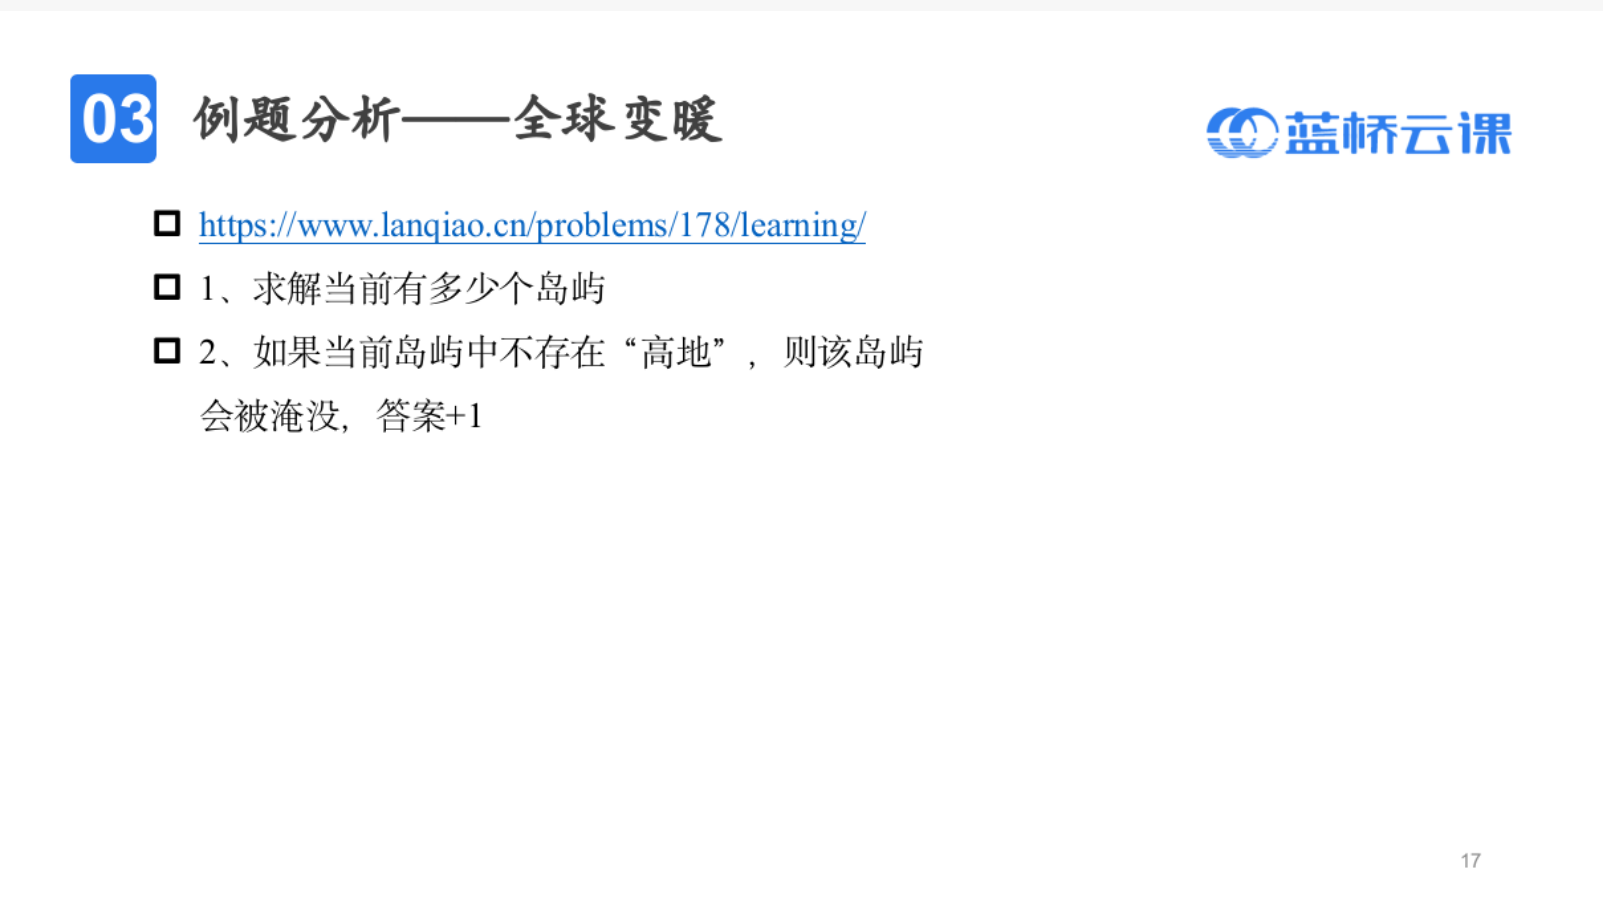 03 例题分析——全球变暖
蓝桥云课
https://www.lanqiao.cn/problems/178/learning/
1、求解当前有多少个岛屿
2、如果当前岛屿中不存在“高地”，则该岛屿
会被淹没，答案+1
17